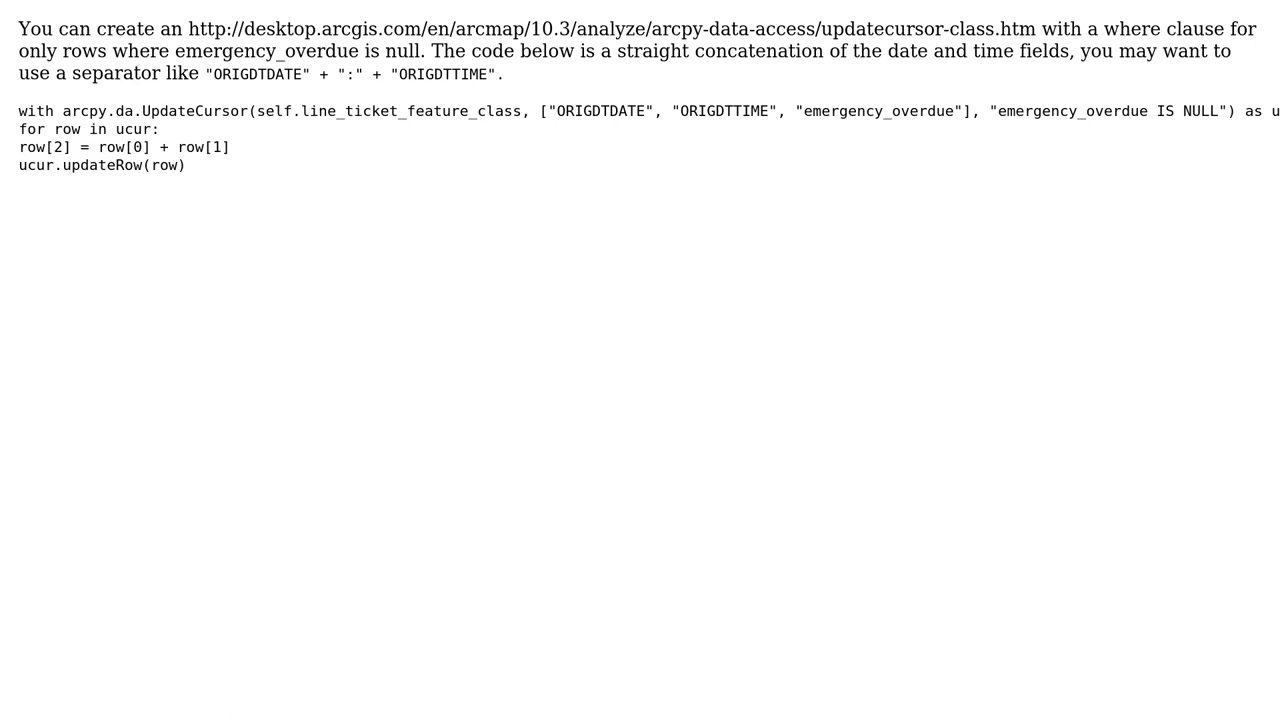 You can create an http://desktop.arcgis.com/en/arcmap/10.3/analyze/arcpy-data-access/updatecursor-class.htm with a where clause for
only rows where emergency_overdue is null. The code below is a straight concatenation of the date and time fields, you may want to
use a separator like "ORIGDTDATE" + ":" + "ORIGDTTIME".
with arcpy.da.UpdateCursor(self.line_ticket_feature_class, ["ORIGDTDATE", "ORIGDTTIME", "emergency_overdue"], "emergency_overdue IS NULL") as u
for row in ucur:
row[2] = row[0] + row[1]
ucur.updateRow(row)